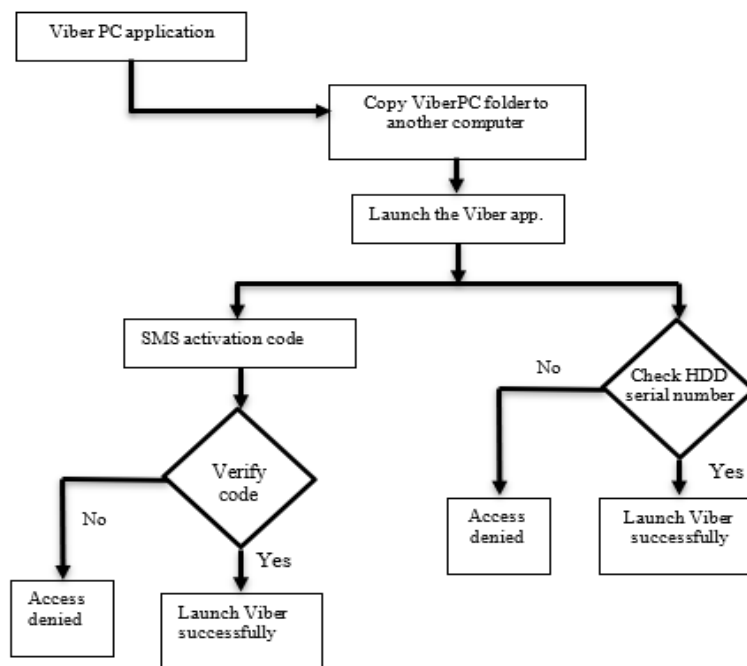 Viber PC application
Copy ViberPC folder to
another computer
Launch the Viber app.
SMS activation code
No
Check HDD
serial number
Verify
code
Yes
No
Access
denied
Launch Viber
successfully
Yes
Access
denied
Launch Viber
successfully